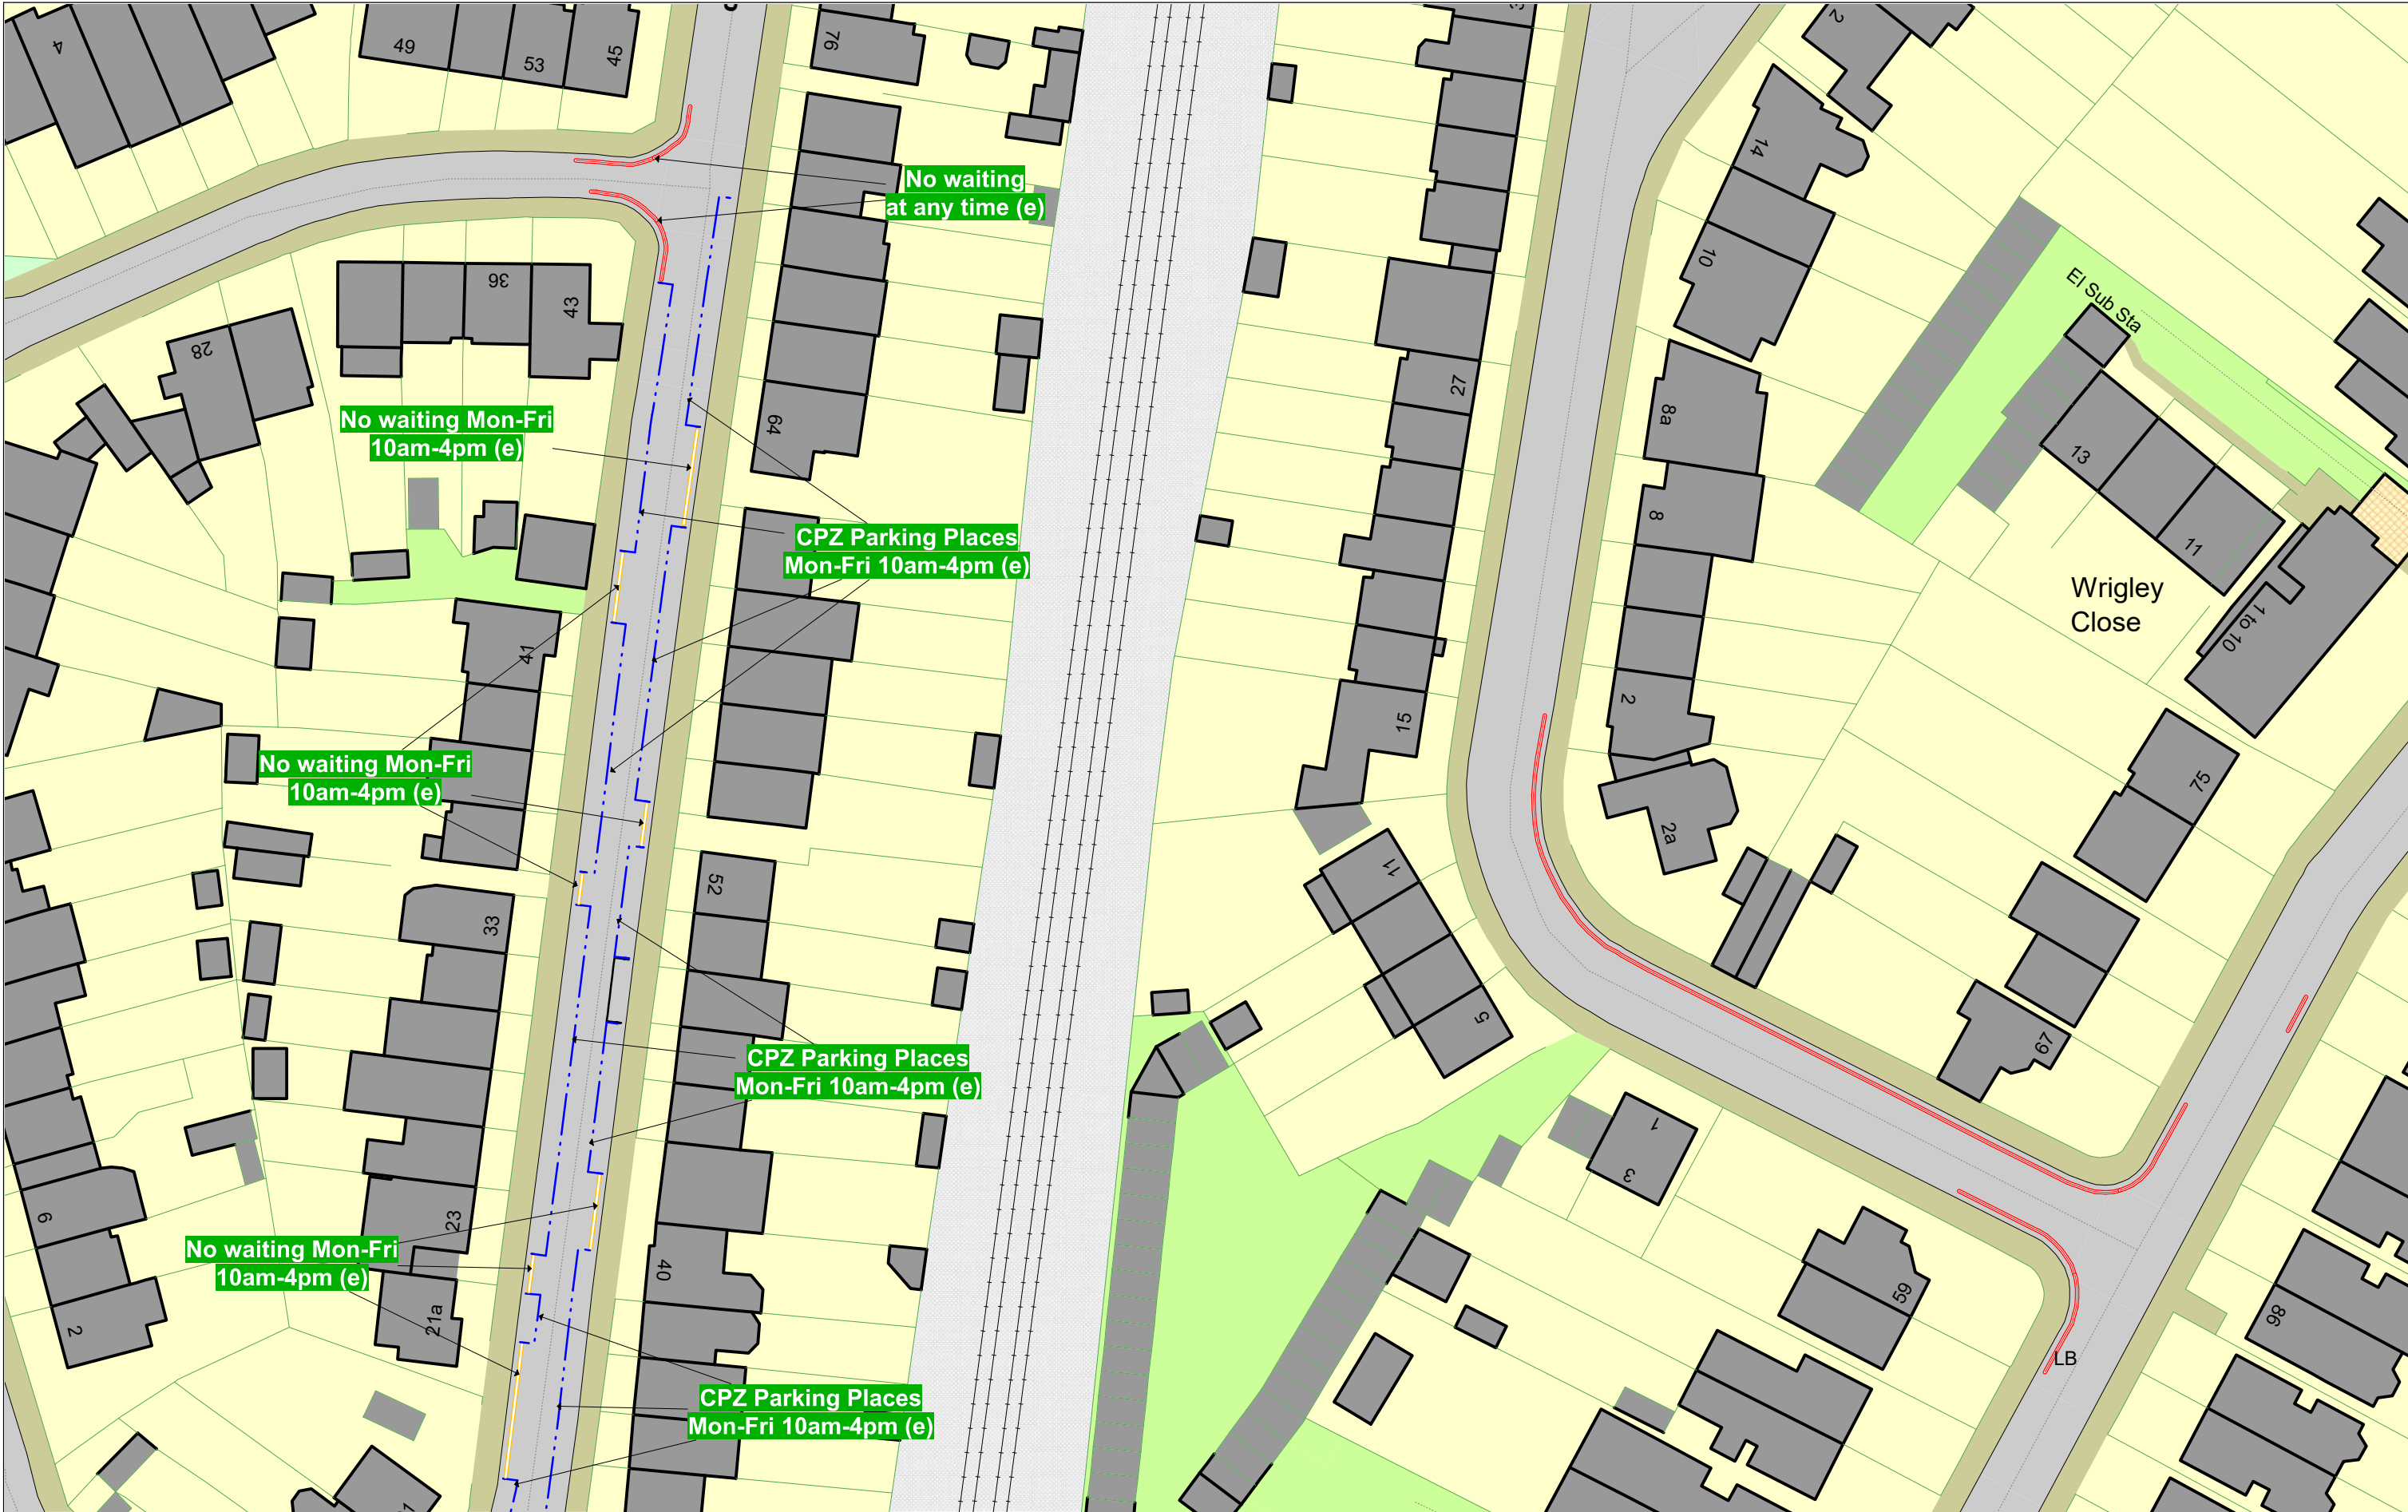 4
49
53
45
76
2
14
No waiting
at any time (e)
10
El Sub Sta
36
43
28
27
8a
64
No waiting Mon-Fri
10am-4pm (e)
13
8
11
CPZ Parking Places
Mon-Fri 10am-4pm (e)
Wrigley
Close
1 to 10
41
2
15
No waiting Mon-Fri
10am-4pm (e)
75
2a
11
52
33
5
67
CPZ Parking Places
Mon-Fri 10am-4pm (e)
1
3
6
23
No waiting Mon-Fri
10am-4pm (e)
40
59
98
21a
2
LB
CPZ Parking Places
Mon-Fri 10am-4pm (e)